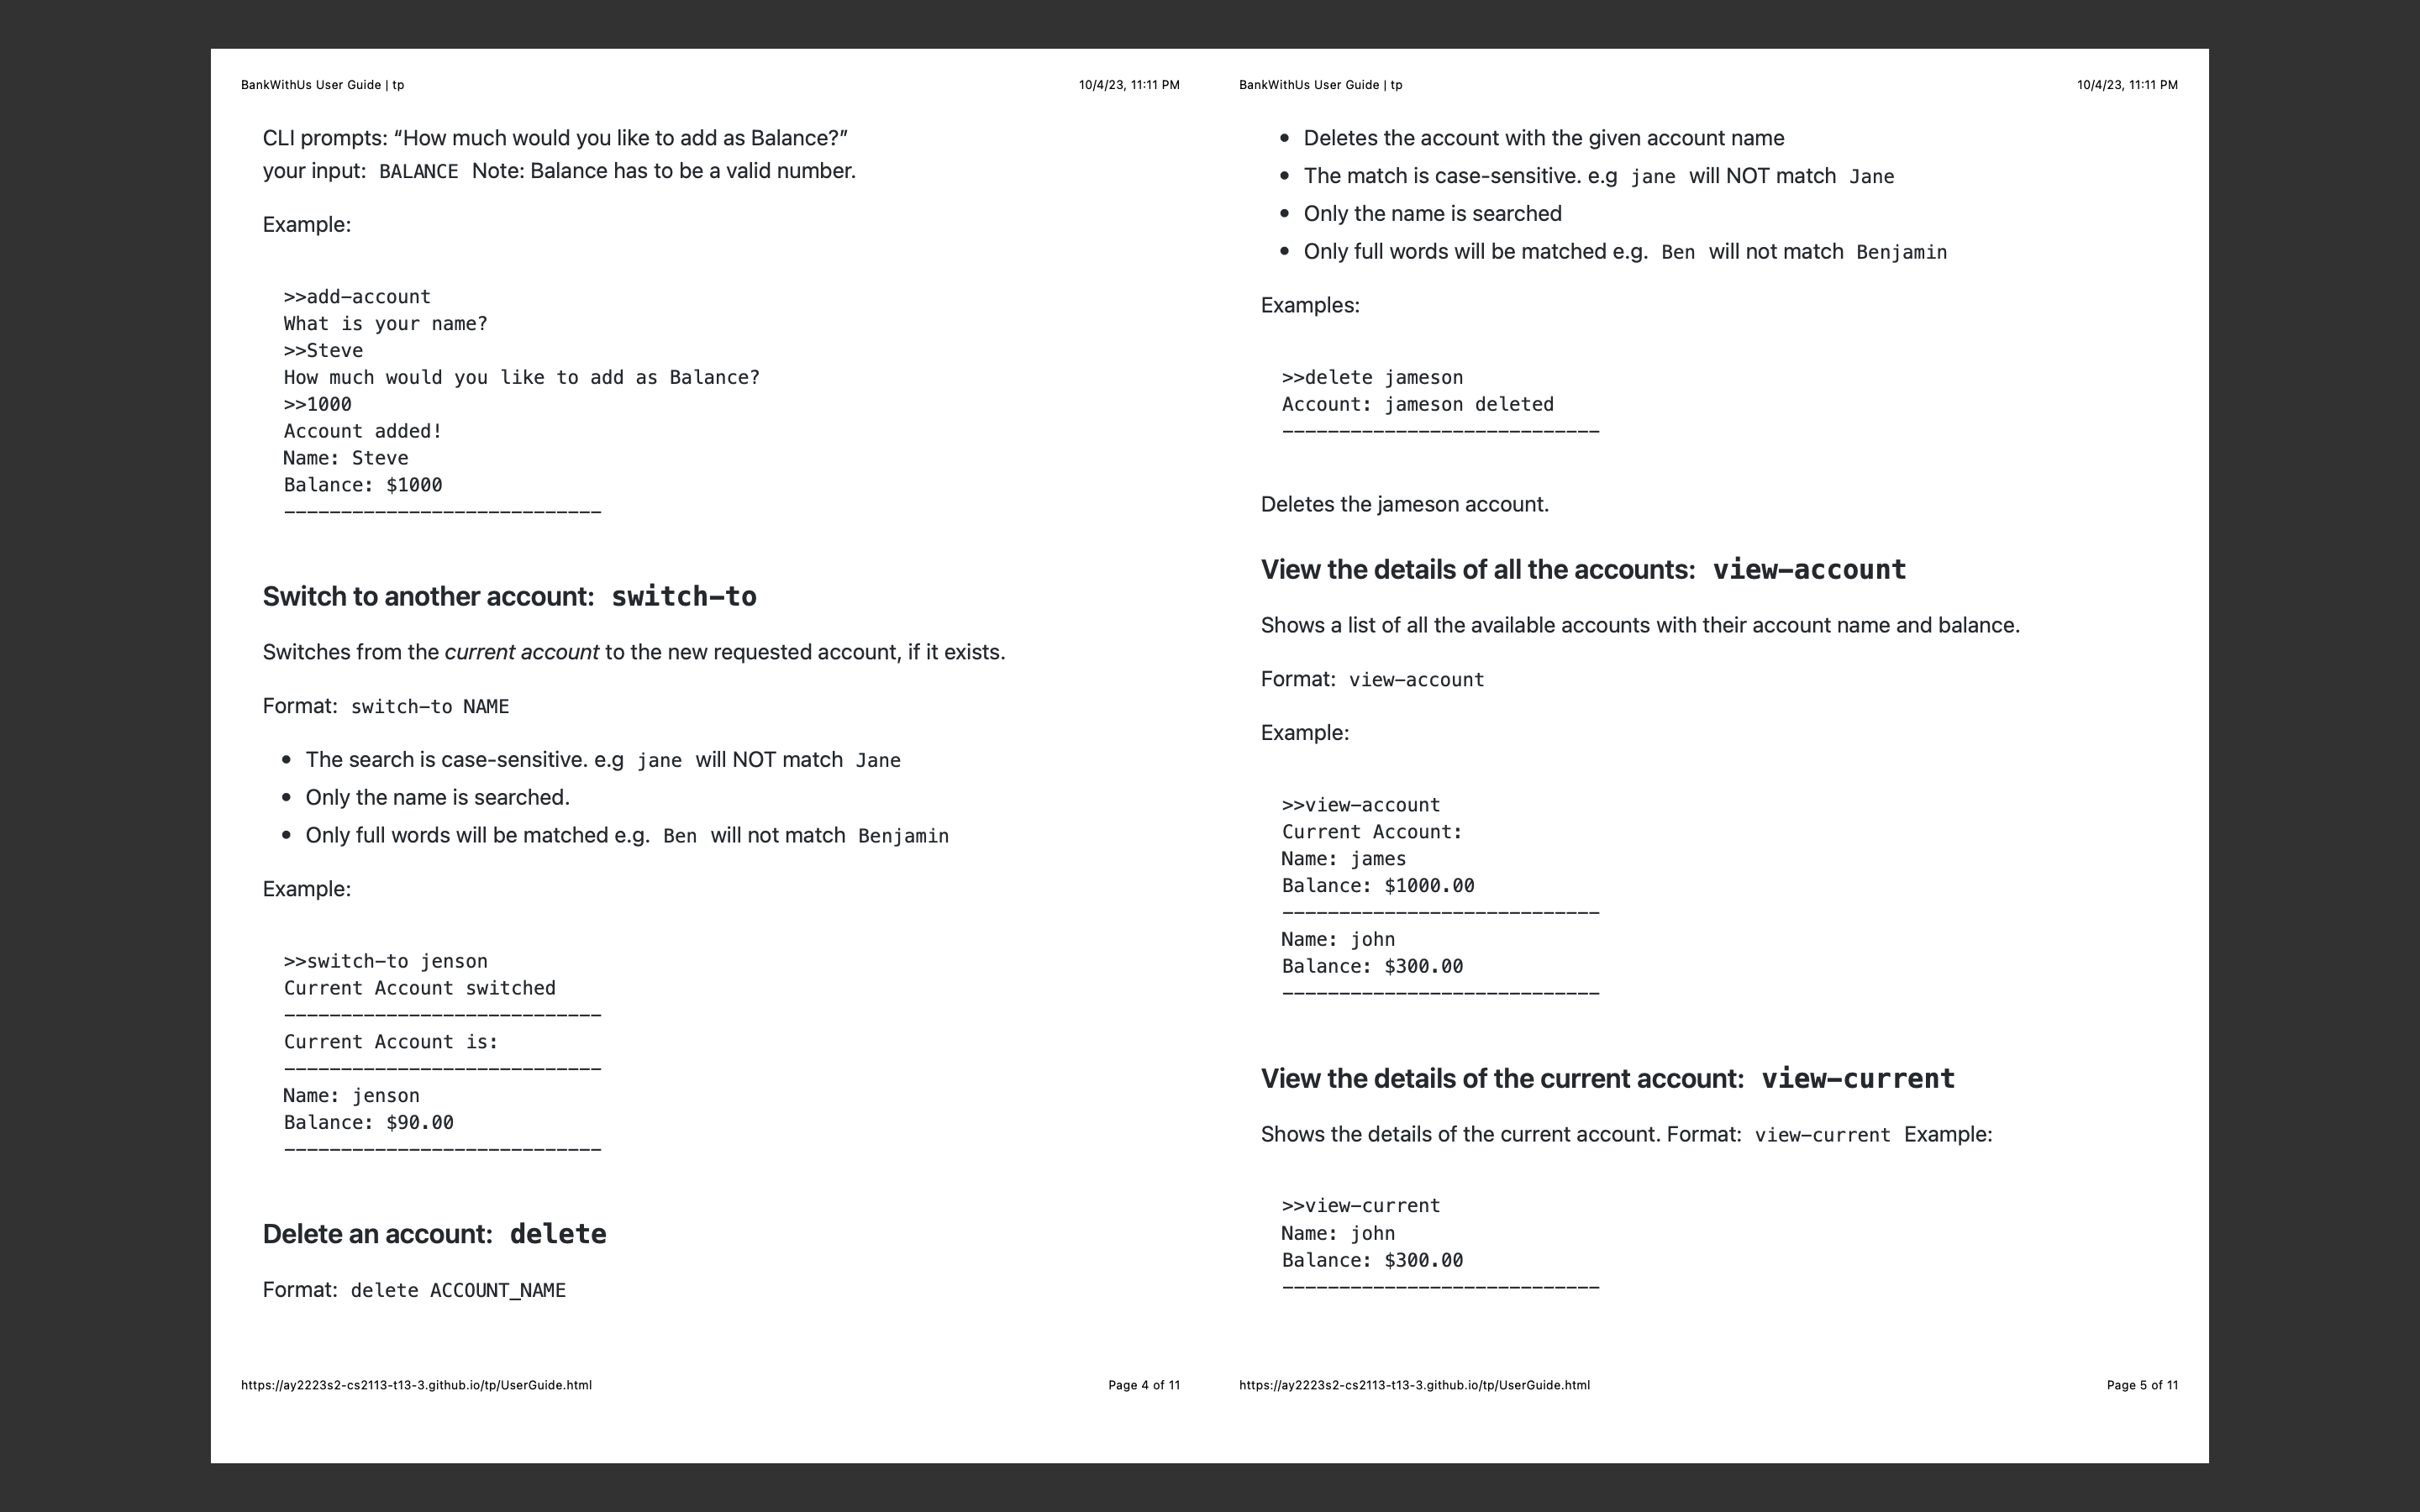 BankWithUs User Guide | tp
10/4/23, 11:11 PM
CLI prompts: “How much would you like to add as Balance?”
your input: BALANCE Note: Balance has to be a valid number.
Example:
>>add-account
What is your name?
>>Steve
How much would you like to add as Balance?
>>1000
Account added!
Name: Steve
Balance: $1000
----------------------------
Switch to another account: switch-to
Switches from the current account to the new requested account, if it exists.
Format: switch-to NAME
• The search is case-sensitive. e.g jane will NOT match Jane
• Only the name is searched.
• Only full words will be matched e.g. Ben will not match Benjamin
Example:
>>switch-to jenson
Current Account switched
----------------------------
Current Account is:
----------------------------
Name: jenson
Balance: $90.00
----------------------------
Delete an account: delete
Format: delete ACCOUNT_NAME
https://ay2223s2-cs2113-t13-3.github.io/tp/UserGuide.html
Page 4 of 11
BankWithUs User Guide | tp
10/4/23, 11:11 PM
• Deletes the account with the given account name
• The match is case-sensitive. e.g jane will NOT match Jane
• Only the name is searched
• Only full words will be matched e.g. Ben will not match Benjamin
Examples:
>>delete jameson
Account: jameson deleted
----------------------------
Deletes the jameson account.
View the details of all the accounts: view-account
Shows a list of all the available accounts with their account name and balance.
Format: view-account
Example:
>>view-account
Current Account:
Name: james
Balance: $1000.00
----------------------------
Name: john
Balance: $300.00
----------------------------
View the details of the current account: view-current
Shows the details of the current account. Format: view-current Example:
>>view-current
Name: john
Balance: $300.00
----------------------------
https://ay2223s2-cs2113-t13-3.github.io/tp/UserGuide.html
Page 5 of 11